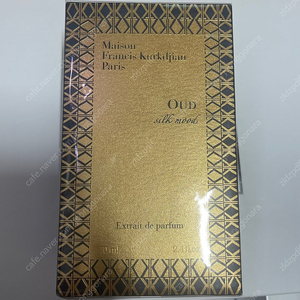 Maison
Francis Kurkdjian
Paris
OUD
silk mood
Extrait de parfum